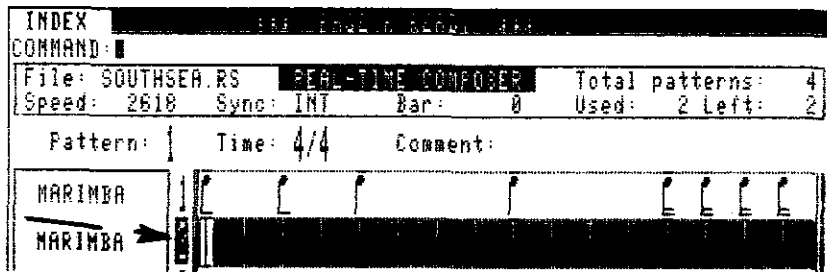 INDEX
COMMAND:
File: SOUTHSEA.RS REAL-TIME COMPOSER Total patterns: 4
Speed: 2618 Sync: INT Bar: 0 Used: 2 Left: 2
Pattern: 1 Time: 4/4 Comment:
MARIMBA 1
MARIMBA